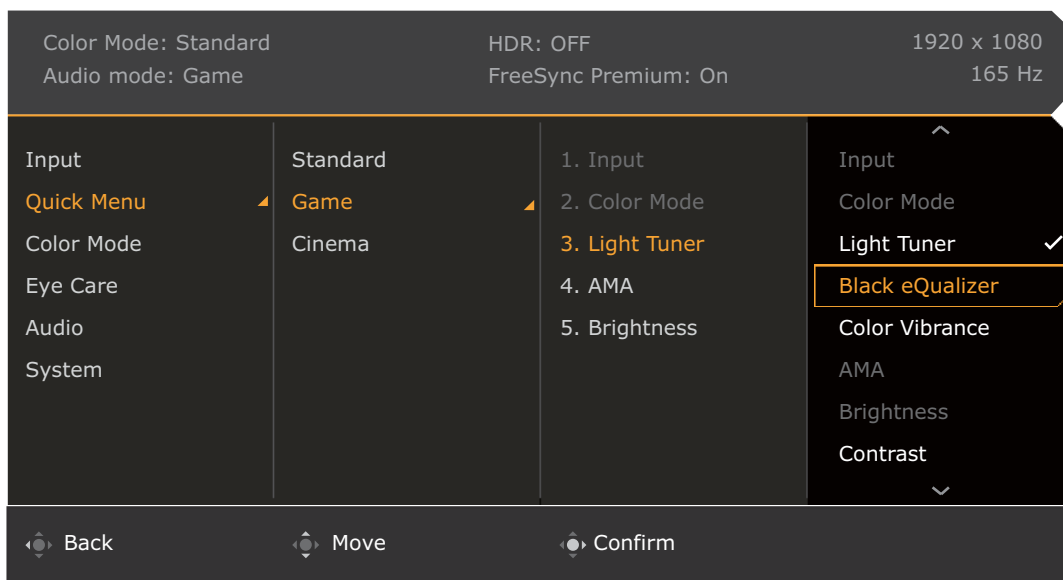 Color Mode: Standard
Audio mode: Game
HDR: OFF
FreeSync Premium: On
1920 x 1080
165 Hz
Input
Quick Menu
Color Mode
Eye Care
Audio
System
Standard
Game
Cinema
1. Input
2. Color Mode
3. Light Tuner
4. AMA
5. Brightness
Input
Color Mode
Light Tuner
Black eQualizer
Color Vibrance
AMA
Brightness
Contrast
Back
Move
Confirm